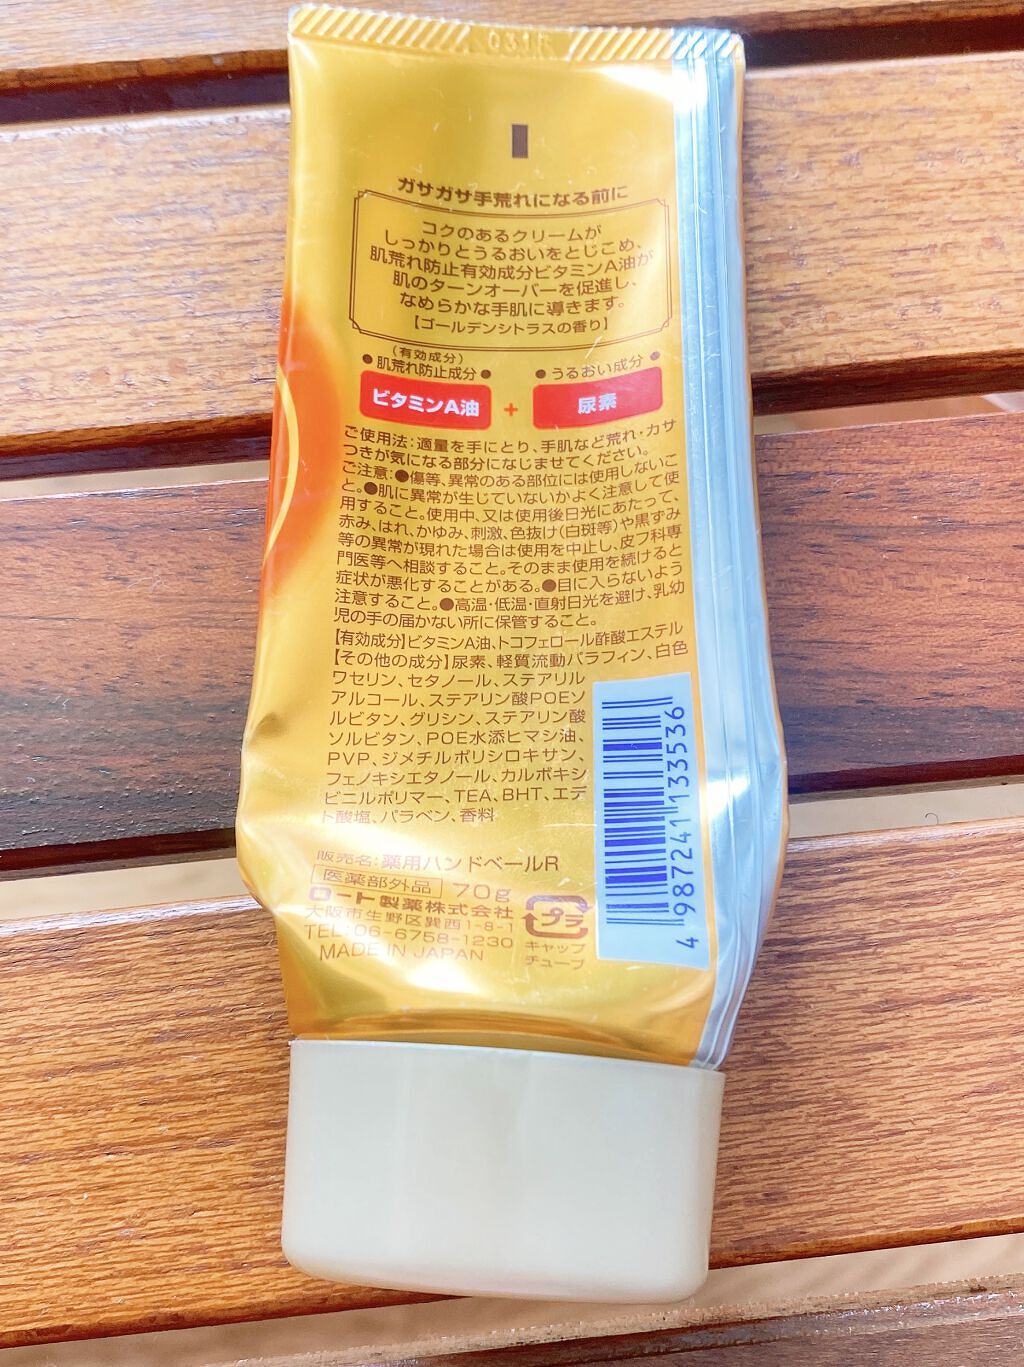 0311
ガサガサ手荒れになる前に
コクのあるクリームが
しっかりとうるおいをとじこめ、
肌荒れ防止有効成分ビタミンA油が
肌のターンオーバーを促進し、
なめらかな手肌に導きます。
【ゴールデンシトラスの香り】
(有効成分)
●肌荒れ防止成分● ●うるおい成分●
ビタミンA油 + 尿素
ご使用法:適量を手にとり、手肌など荒れ・カサ
つきが気になる部分になじませてください。
ご注意:●傷等、異常のある部位には使用しないこ
と。●肌に異常が生じていないかよく注意して使
用すること。使用中、又は使用後日光にあたって、
赤み、はれ、かゆみ、刺激、色抜け(白斑等)や黒ずみ
等の異常が現れた場合は使用を中止し、皮フ科専
門医等へ相談すること。そのまま使用を続けると
症状が悪化することがある。●目に入らないよう
注意すること。●高温・低温・直射日光を避け、乳幼
児の手の届かない所に保管すること。
【有効成分】ビタミンA油、トコフェロール酢酸エステル
【その他の成分】尿素、軽質流動パラフィン、白色
ワセリン、セタノール、ステアリル
アルコール、ステアリン酸POEソ
ルビタン、グリシン、ステアリン酸
ソルビタン、POE水添ヒマシ油、
PVP、ジメチルポリシロキサン、
フェノキシエタノール、カルボキシ
ビニルポリマー、TEA、BHT、エデ
ト酸塩、パラベン、香料
販売名:薬用ハンドベールR
医薬部外品 70g
ロート製薬株式会社
大阪市生野区巽西1-8-1
TEL:06-6758-1230
MADE IN JAPAN
プラ
キャップ
チューブ
4 987241 133536